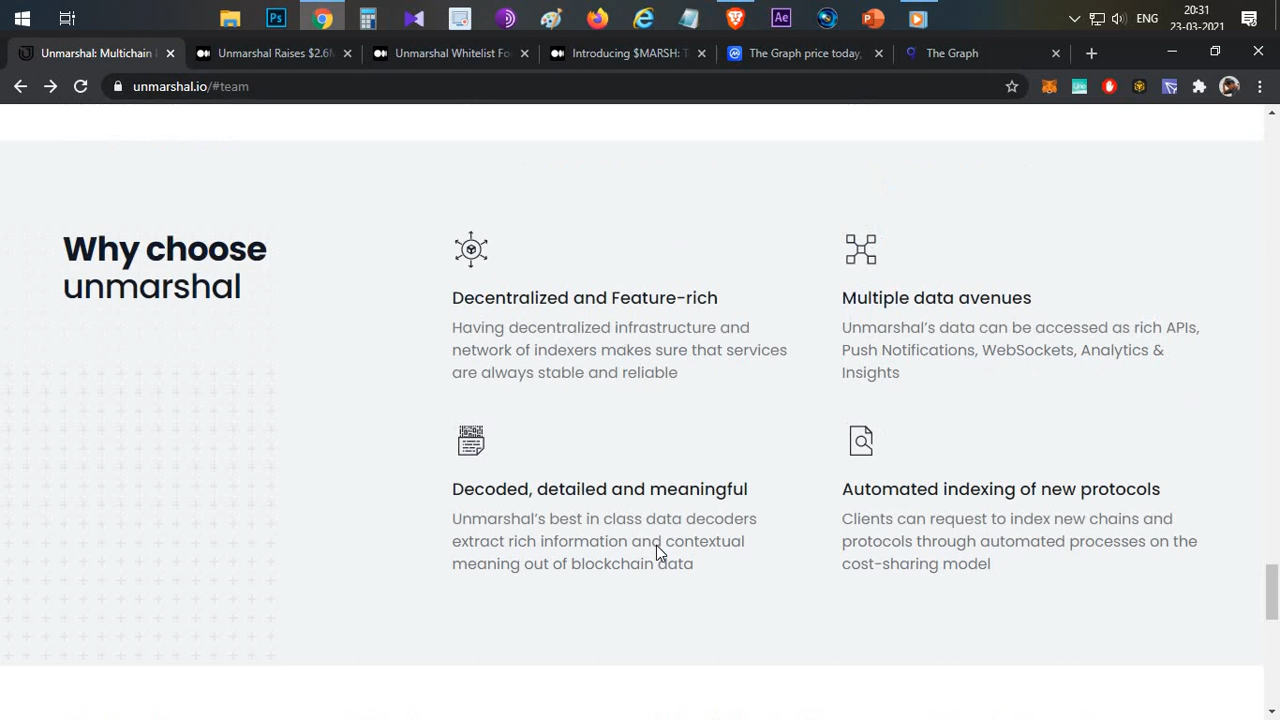 Ps
Ae
ENG
20:31
23-03-2021
Unmarshal: Multichain
Unmarshal Raises $2.6M
Unmarshal Whitelist Fo
Introducing $MARSH: T
The Graph price today,
The Graph
unmarshal.io/#team
Why choose
unmarshal
Decentralized and Feature-rich
Having decentralized infrastructure and
network of indexers makes sure that services
are always stable and reliable
Multiple data avenues
Unmarshal's data can be accessed as rich APIs,
Push Notifications, WebSockets, Analytics &
Insights
Decoded, detailed and meaningful
Unmarshal's best in class data decoders
extract rich information and contextual
meaning out of blockchain data
Automated indexing of new protocols
Clients can request to index new chains and
protocols through automated processes on the
cost-sharing model